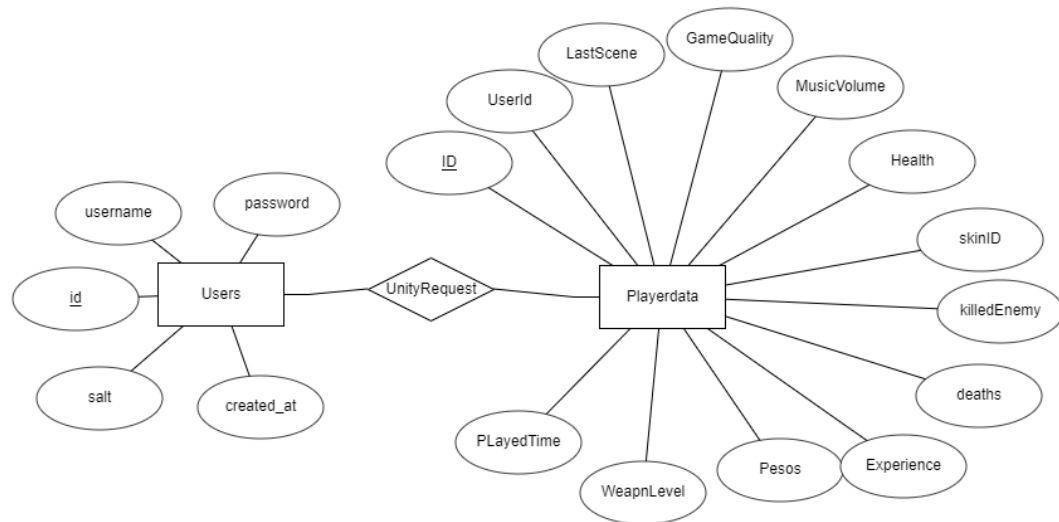 GameQuality
LastScene
MusicVolume
UserId
ID
Health
username
password
skinID
id
Users
UnityRequest
Playerdata
killedEnemy
salt
created_at
deaths
PLayedTime
WeapnLevel
Pesos
Experience